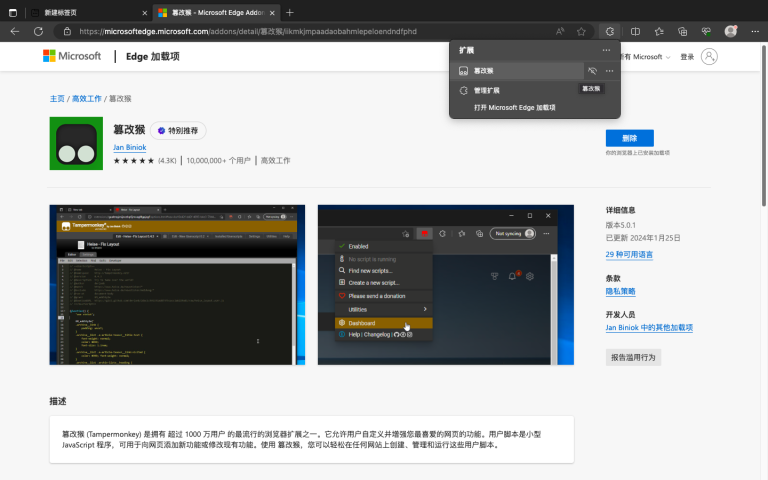 新建标签页
篡改猴 - Microsoft Edge Addons
https://microsoftedge.microsoft.com/addons/detail/篡改猴/iikmkjmpaadaobahmlepeloendndfphd
扩展
篡改猴
管理扩展
篡改猴
打开 Microsoft Edge 加载项
Microsoft
Edge 加载项
所有 Microsoft
登录
主页 / 高效工作 / 篡改猴
篡改猴
特别推荐
Jan Biniok
(4.3K) | 10,000,000+ 个用户 | 高效工作
删除
你的浏览器上已安装加载项
Tampermonkey
Enabled
No script is running
Find new scripts...
Create a new script...
Please send a donation
Utilities
Dashboard
Help | Changelog |
Not syncing
详细信息
版本5.0.1
已更新 2024年1月25日
29 种可用语言
条款
隐私策略
开发人员
Jan Biniok 中的其他加载项
报告滥用行为
描述
篡改猴 (Tampermonkey) 是拥有 超过 1000 万用户 的最流行的浏览器扩展之一。它允许用户自定义并增强您最喜爱的网页的功能。用户脚本是小型
JavaScript 程序，可用于向网页添加新功能或修改现有功能。使用 篡改猴，您可以轻松在任何网站上创建、管理和运行这些用户脚本。